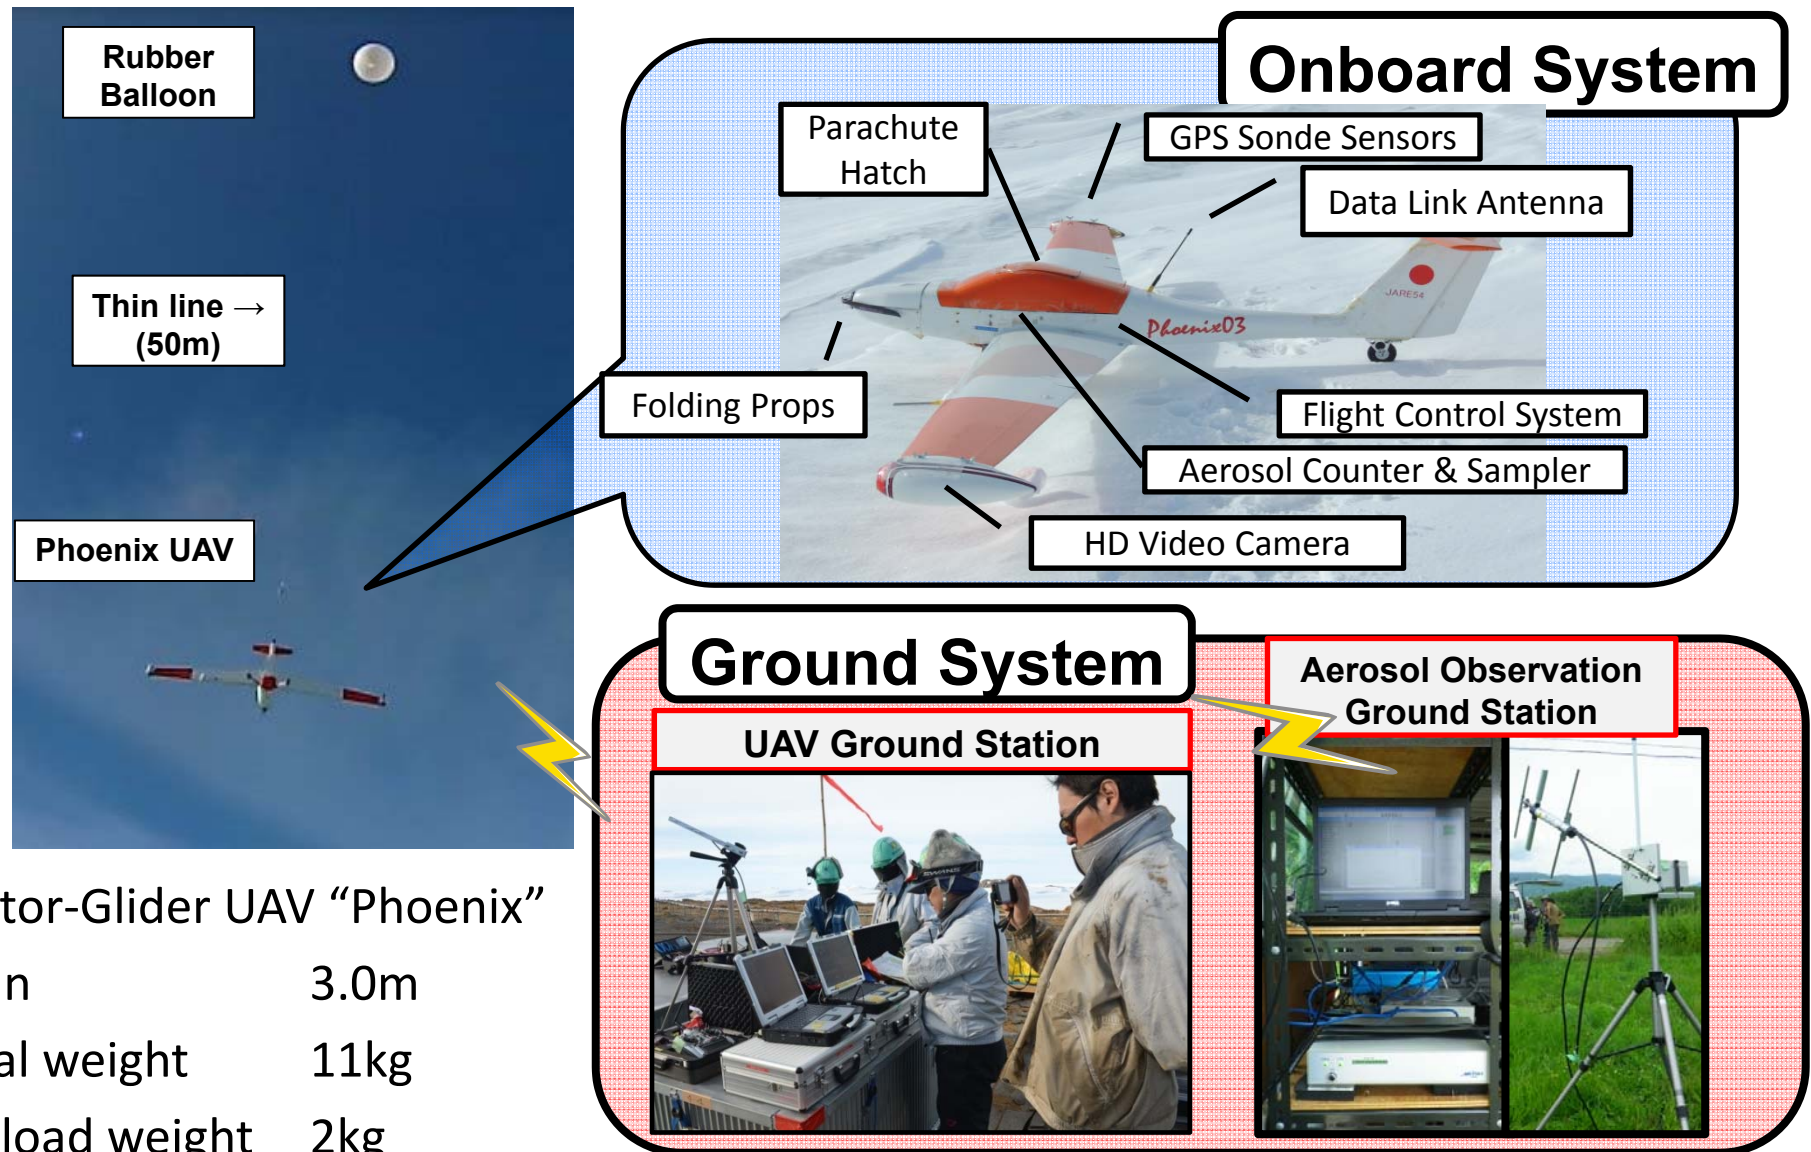 Rubber
Balloon
Thin line →
(50m)
Phoenix UAV
Onboard System
Parachute
Hatch
GPS Sonde Sensors
Data Link Antenna
JARE54
Phoenix03
Folding Props
Flight Control System
Aerosol Counter & Sampler
HD Video Camera
Ground System
UAV Ground Station
Aerosol Observation
Ground Station
tor-Glider UAV “Phoenix”
n 3.0m
al weight 11kg
load weight 2kg